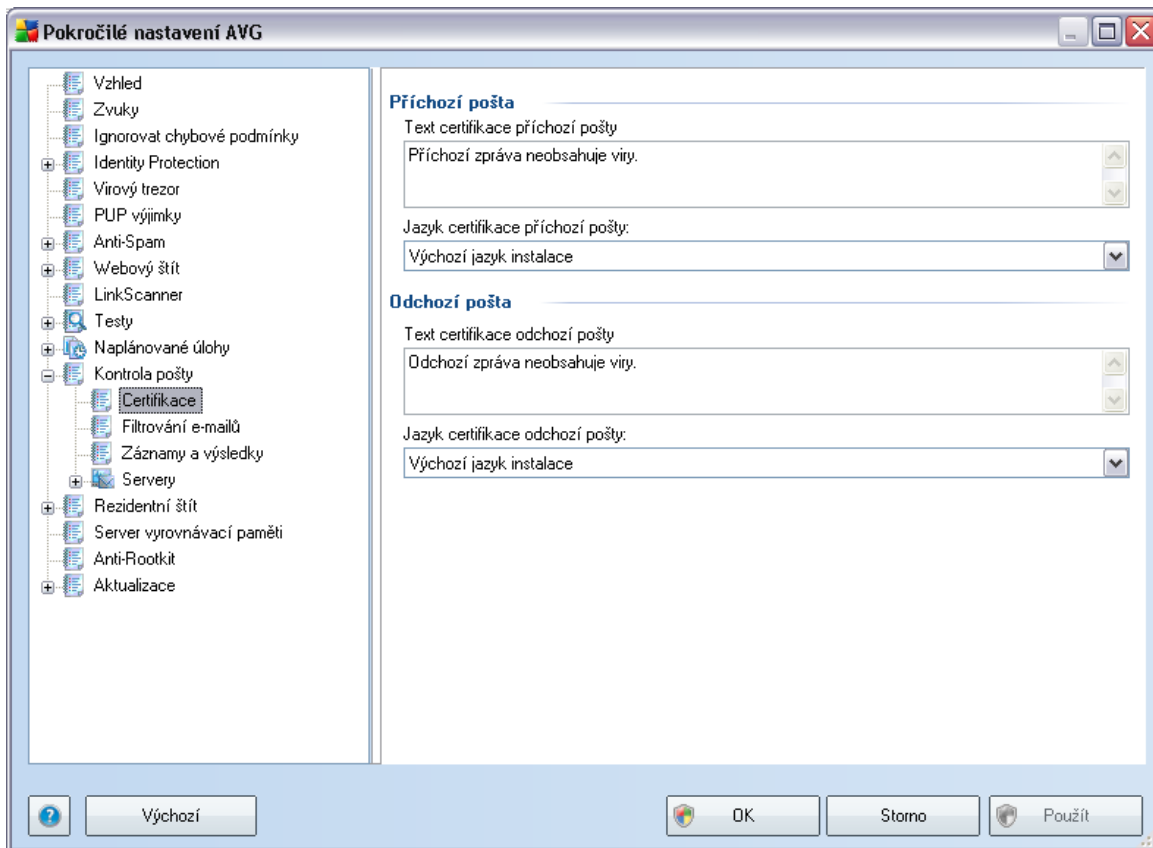 Pokročilé nastavení AVG
Vzhled
Zvuky
Ignorovat chybové podmínky
Identity Protection
Virový trezor
PUP výjimky
Anti-Spam
Webový štít
LinkScanner
Testy
Naplánované úlohy
Kontrola pošty
Certifikace
Filtrování e-mailů
Záznamy a výsledky
Servery
Rezidentní štít
Server vyrovnávací paměti
Anti-Rootkit
Aktualizace
Příchozí pošta
Text certifikace příchozí pošty
Příchozí zpráva neobsahuje viry.
Jazyk certifikace příchozí pošty:
Výchozí jazyk instalace
Odchozí pošta
Text certifikace odchozí pošty
Odchozí zpráva neobsahuje viry.
Jazyk certifikace odchozí pošty:
Výchozí jazyk instalace
Výchozí
OK
Storno
Použít